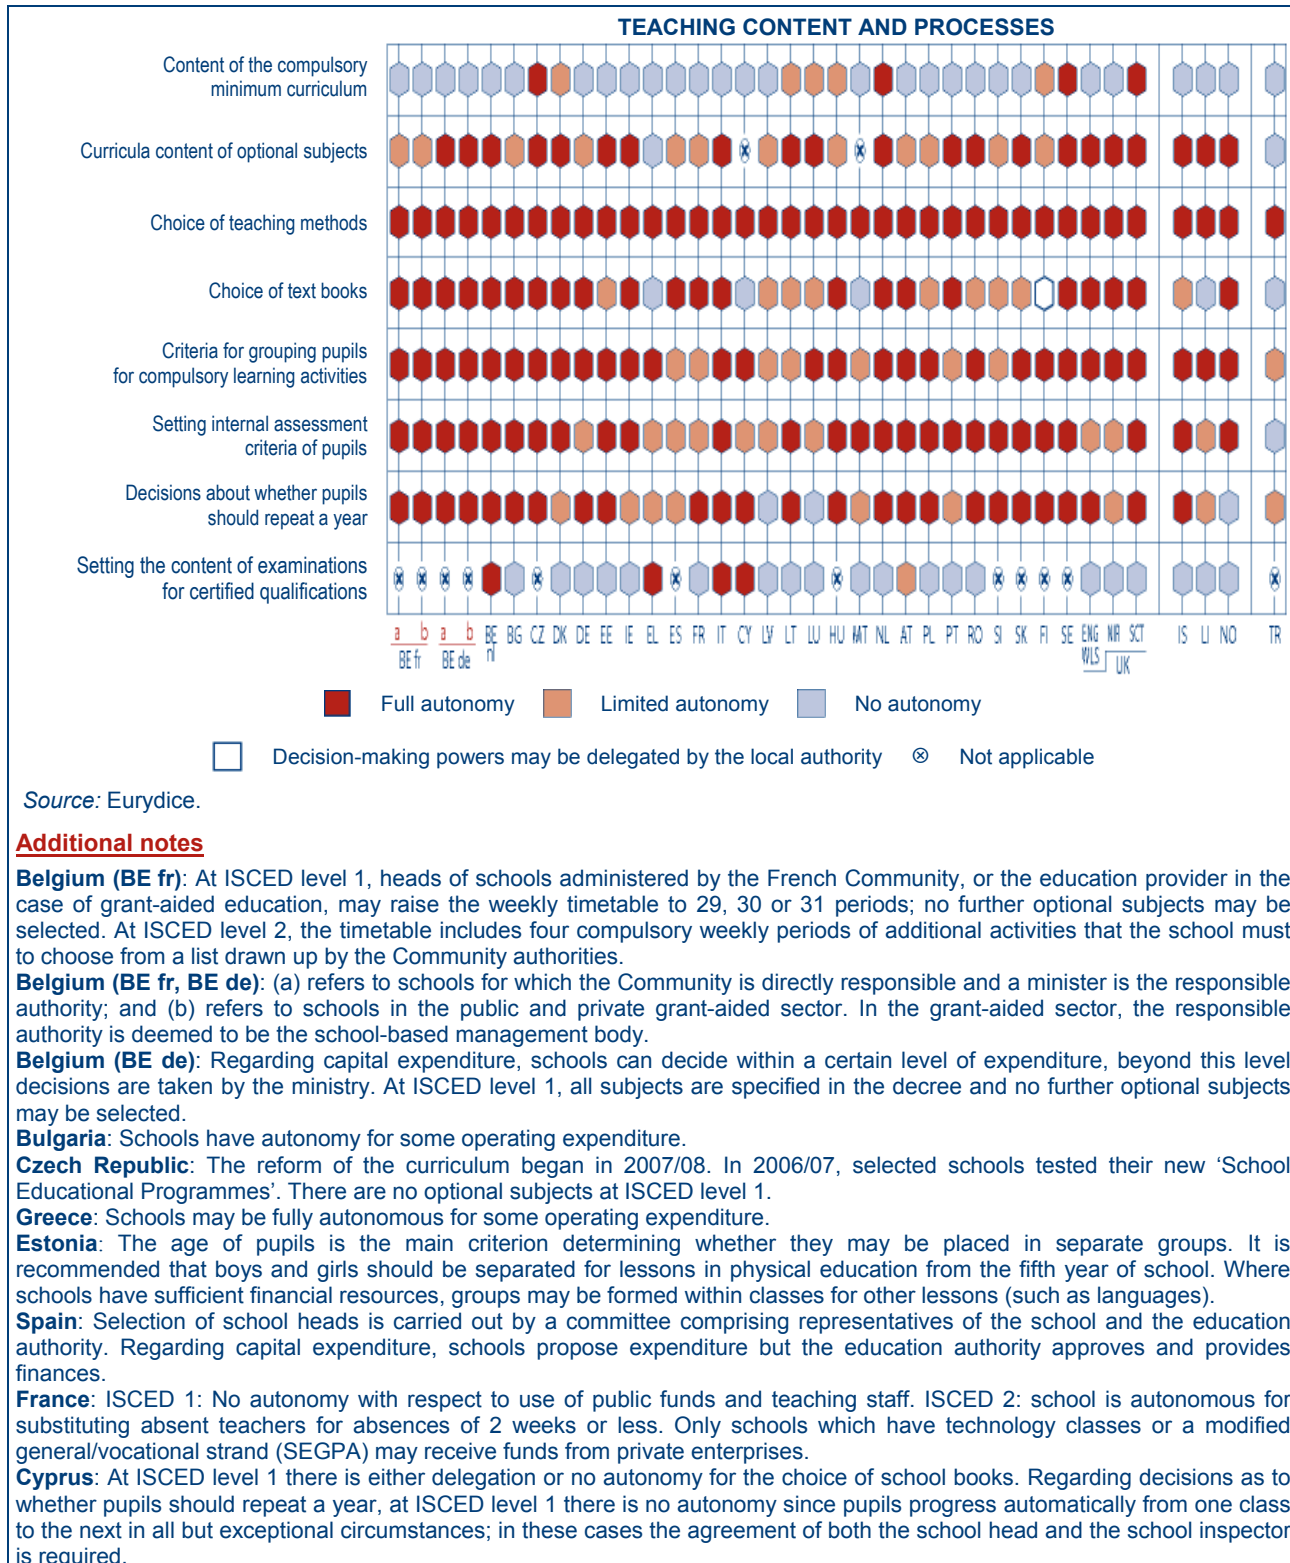 TEACHING CONTENT AND PROCESSES
Content of the compulsory
minimum curriculum
Curricula content of optional subjects
Choice of teaching methods
Choice of text books
Criteria for grouping pupils
for compulsory learning activities
Setting internal assessment
criteria of pupils
Decisions about whether pupils
should repeat a year
Setting the content of examinations
for certified qualifications
a b a b BE BG CZ DK DE EE IE EL ES FR IT CY LV LT LU HU MT NL AT PL PT RO SI SK FI SE ENG NIR SCT IS LI NO TR
BE fr BE de nl WLS UK
Full autonomy Limited autonomy No autonomy
Decision-making powers may be delegated by the local authority ⊗ Not applicable
Source: Eurydice.
Additional notes
Belgium (BE fr): At ISCED level 1, heads of schools administered by the French Community, or the education provider in the
case of grant-aided education, may raise the weekly timetable to 29, 30 or 31 periods; no further optional subjects may be
selected. At ISCED level 2, the timetable includes four compulsory weekly periods of additional activities that the school must
to choose from a list drawn up by the Community authorities.
Belgium (BE fr, BE de): (a) refers to schools for which the Community is directly responsible and a minister is the responsible
authority; and (b) refers to schools in the public and private grant-aided sector. In the grant-aided sector, the responsible
authority is deemed to be the school-based management body.
Belgium (BE de): Regarding capital expenditure, schools can decide within a certain level of expenditure, beyond this level
decisions are taken by the ministry. At ISCED level 1, all subjects are specified in the decree and no further optional subjects
may be selected.
Bulgaria: Schools have autonomy for some operating expenditure.
Czech Republic: The reform of the curriculum began in 2007/08. In 2006/07, selected schools tested their new ‘School
Educational Programmes’. There are no optional subjects at ISCED level 1.
Greece: Schools may be fully autonomous for some operating expenditure.
Estonia: The age of pupils is the main criterion determining whether they may be placed in separate groups. It is
recommended that boys and girls should be separated for lessons in physical education from the fifth year of school. Where
schools have sufficient financial resources, groups may be formed within classes for other lessons (such as languages).
Spain: Selection of school heads is carried out by a committee comprising representatives of the school and the education
authority. Regarding capital expenditure, schools propose expenditure but the education authority approves and provides
finances.
France: ISCED 1: No autonomy with respect to use of public funds and teaching staff. ISCED 2: school is autonomous for
substituting absent teachers for absences of 2 weeks or less. Only schools which have technology classes or a modified
general/vocational strand (SEGPA) may receive funds from private enterprises.
Cyprus: At ISCED level 1 there is either delegation or no autonomy for the choice of school books. Regarding decisions as to
whether pupils should repeat a year, at ISCED level 1 there is no autonomy since pupils progress automatically from one class
to the next in all but exceptional circumstances; in these cases the agreement of both the school head and the school inspector
is required.